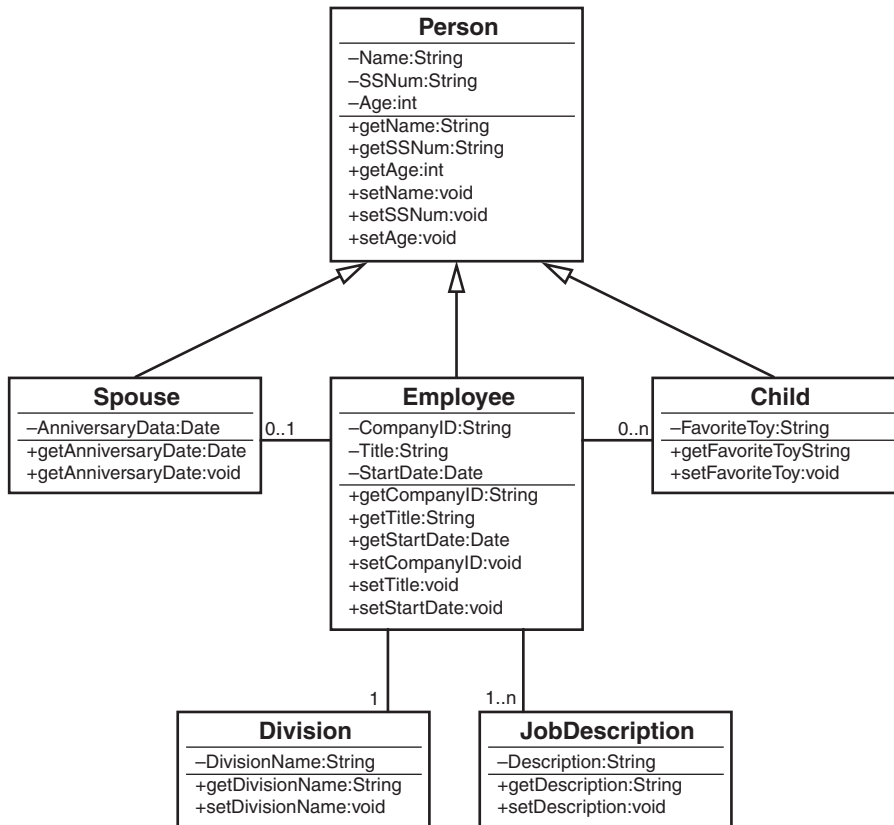 Person
–Name:String
–SSNum:String
–Age:int
+getName:String
+getSSNum:String
+getAge:int
+setName:void
+setSSNum:void
+setAge:void
Spouse
–AnniversaryData:Date
+getAnniversaryDate:Date
+getAnniversaryDate:void
0..1
Employee
–CompanyID:String
–Title:String
–StartDate:Date
+getCompanyID:String
+getTitle:String
+getStartDate:Date
+setCompanyID:void
+setTitle:void
+setStartDate:void
0..n
Child
–FavoriteToy:String
+getFavoriteToyString
+setFavoriteToy:void
1
1..n
Division
–DivisionName:String
+getDivisionName:String
+setDivisionName:void
JobDescription
–Description:String
+getDescription:String
+setDescription:void